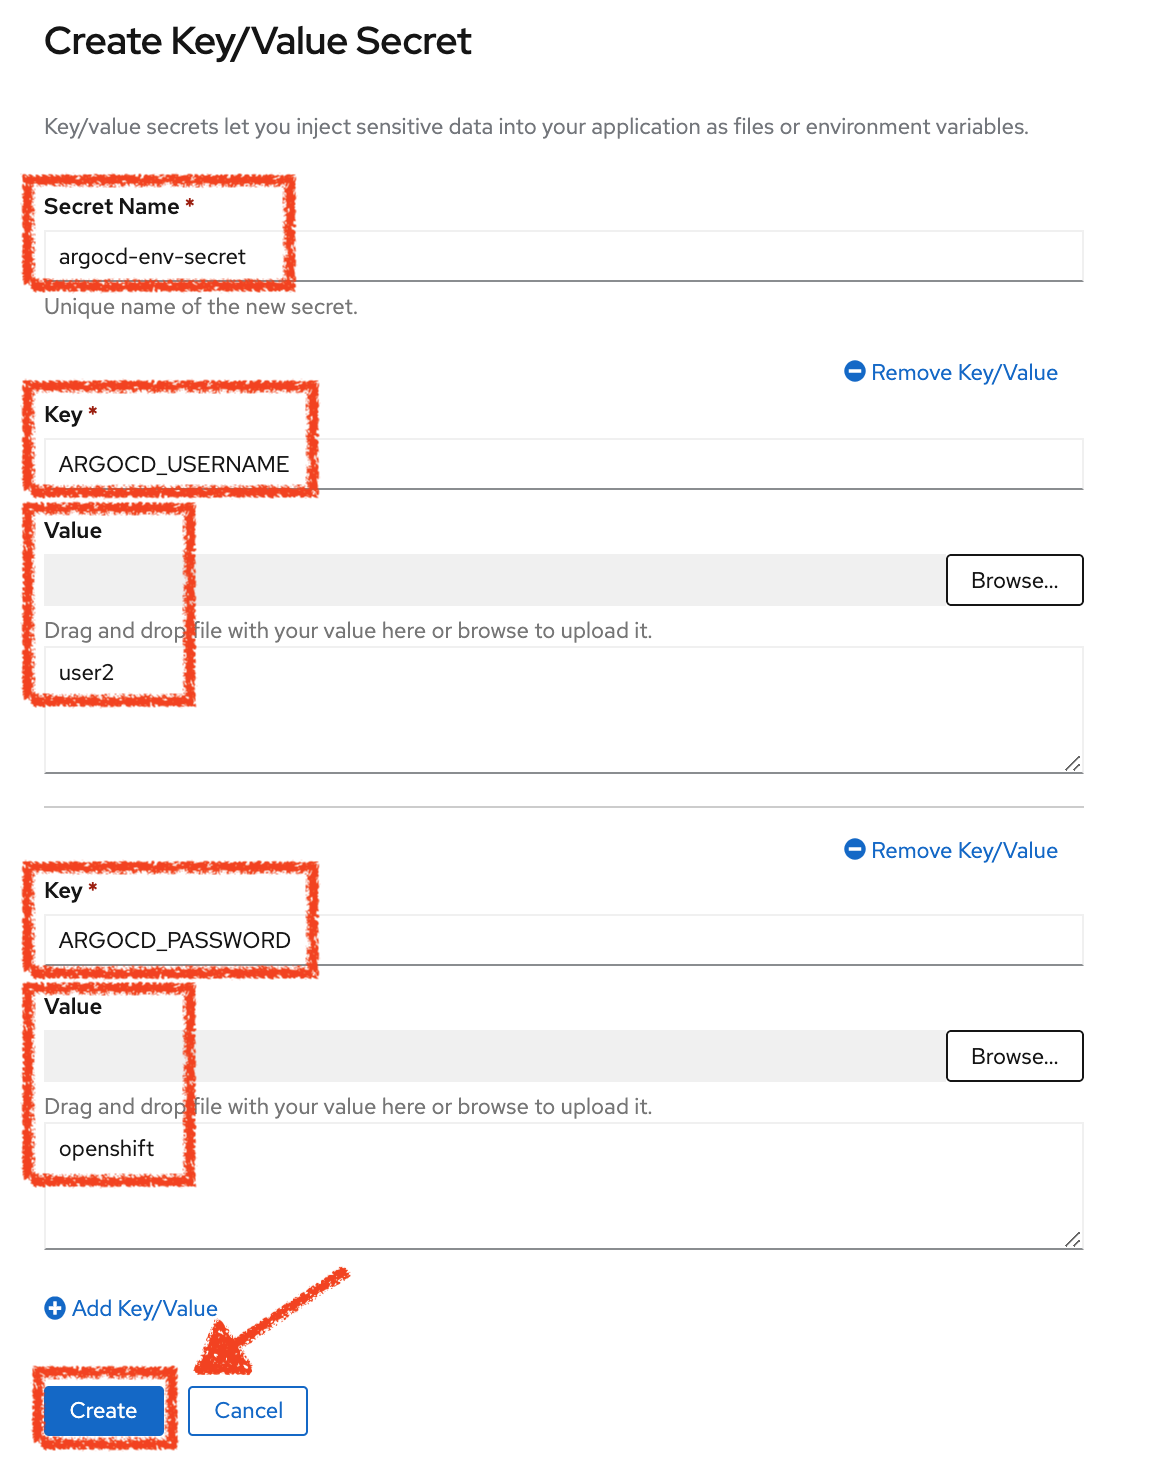 Create Key/Value Secret
Key/value secrets let you inject sensitive data into your application as files or environment variables.
Secret Name *
argocd-env-secret
Unique name of the new secret.
Remove Key/Value
Key *
ARGOCD_USERNAME
Value
Browse...
Drag and drop file with your value here or browse to upload it.
user2
Remove Key/Value
Key *
ARGOCD_PASSWORD
Value
Browse...
Drag and drop file with your value here or browse to upload it.
openshift
Add Key/Value
Create
Cancel